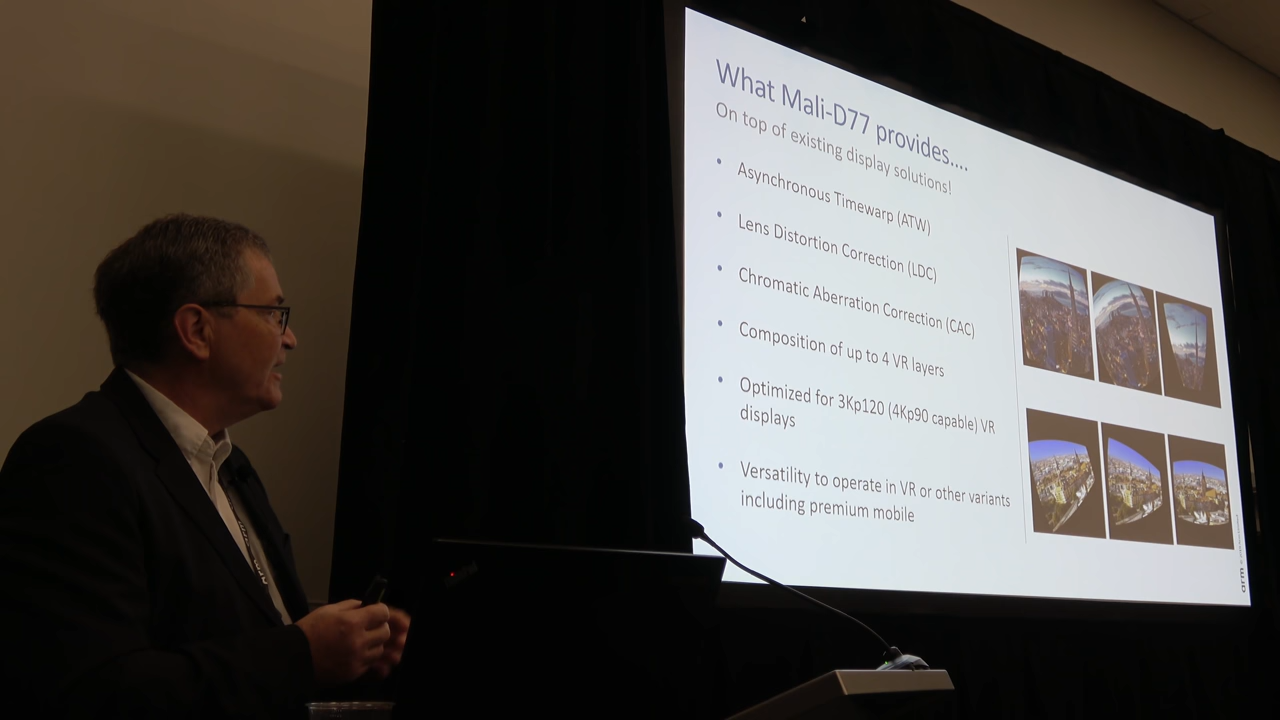 What Mali-D77 provides....
On top of existing display solutions!
• Asynchronous Timewarp (ATW)
• Lens Distortion Correction (LDC)
• Chromatic Aberration Correction (CAC)
• Composition of up to 4 VR layers
• Optimized for 3Kp120 (4Kp90 capable) VR
displays
• Versatility to operate in VR or other variants
including premium mobile
arm
arm